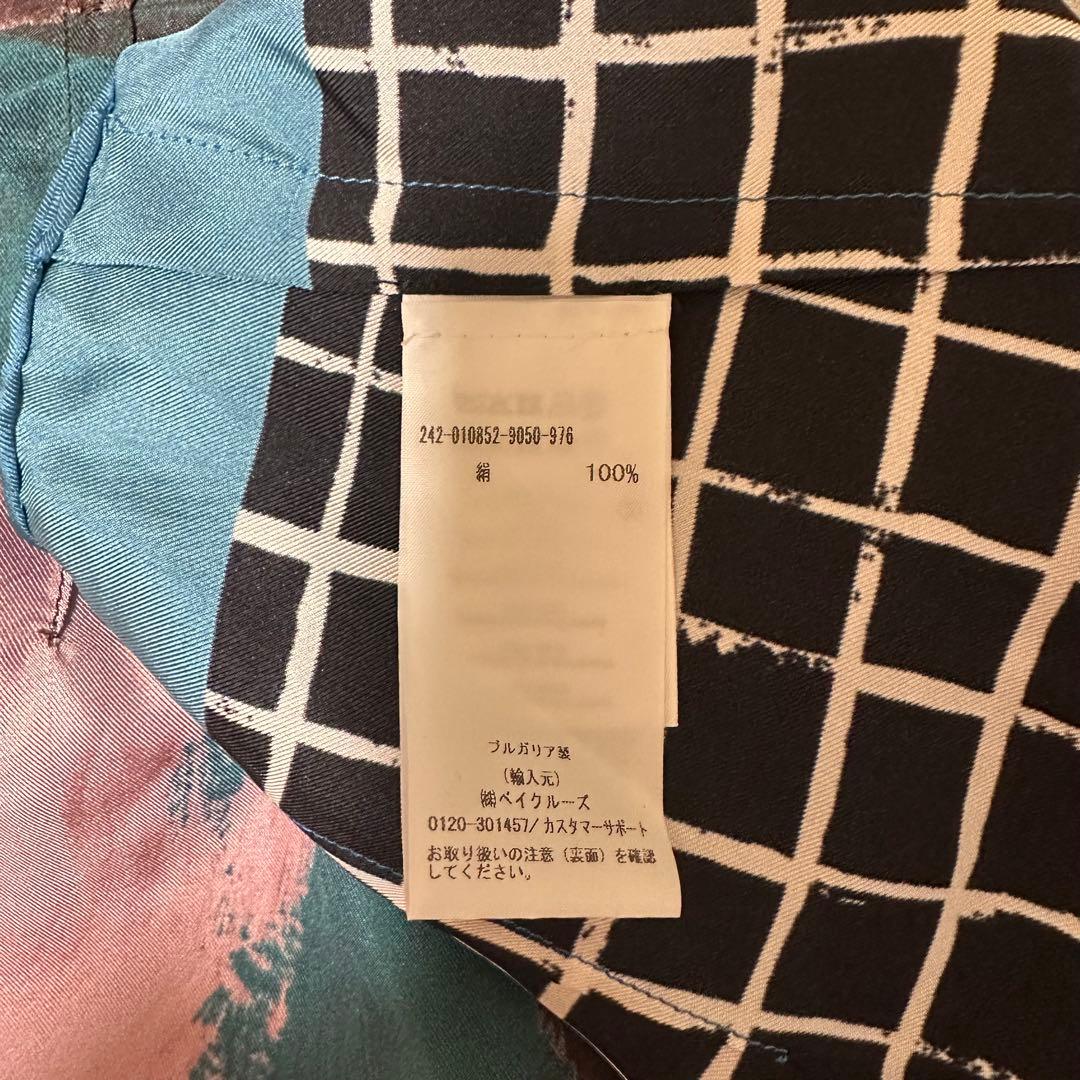 242-010852-9050-976
絹 100%
ブルガリア製
(輸入元)
㈱ベイクルーズ
0120-301457/カスタマーサポート
お取り扱いの注意(裏面)を確認
してください。